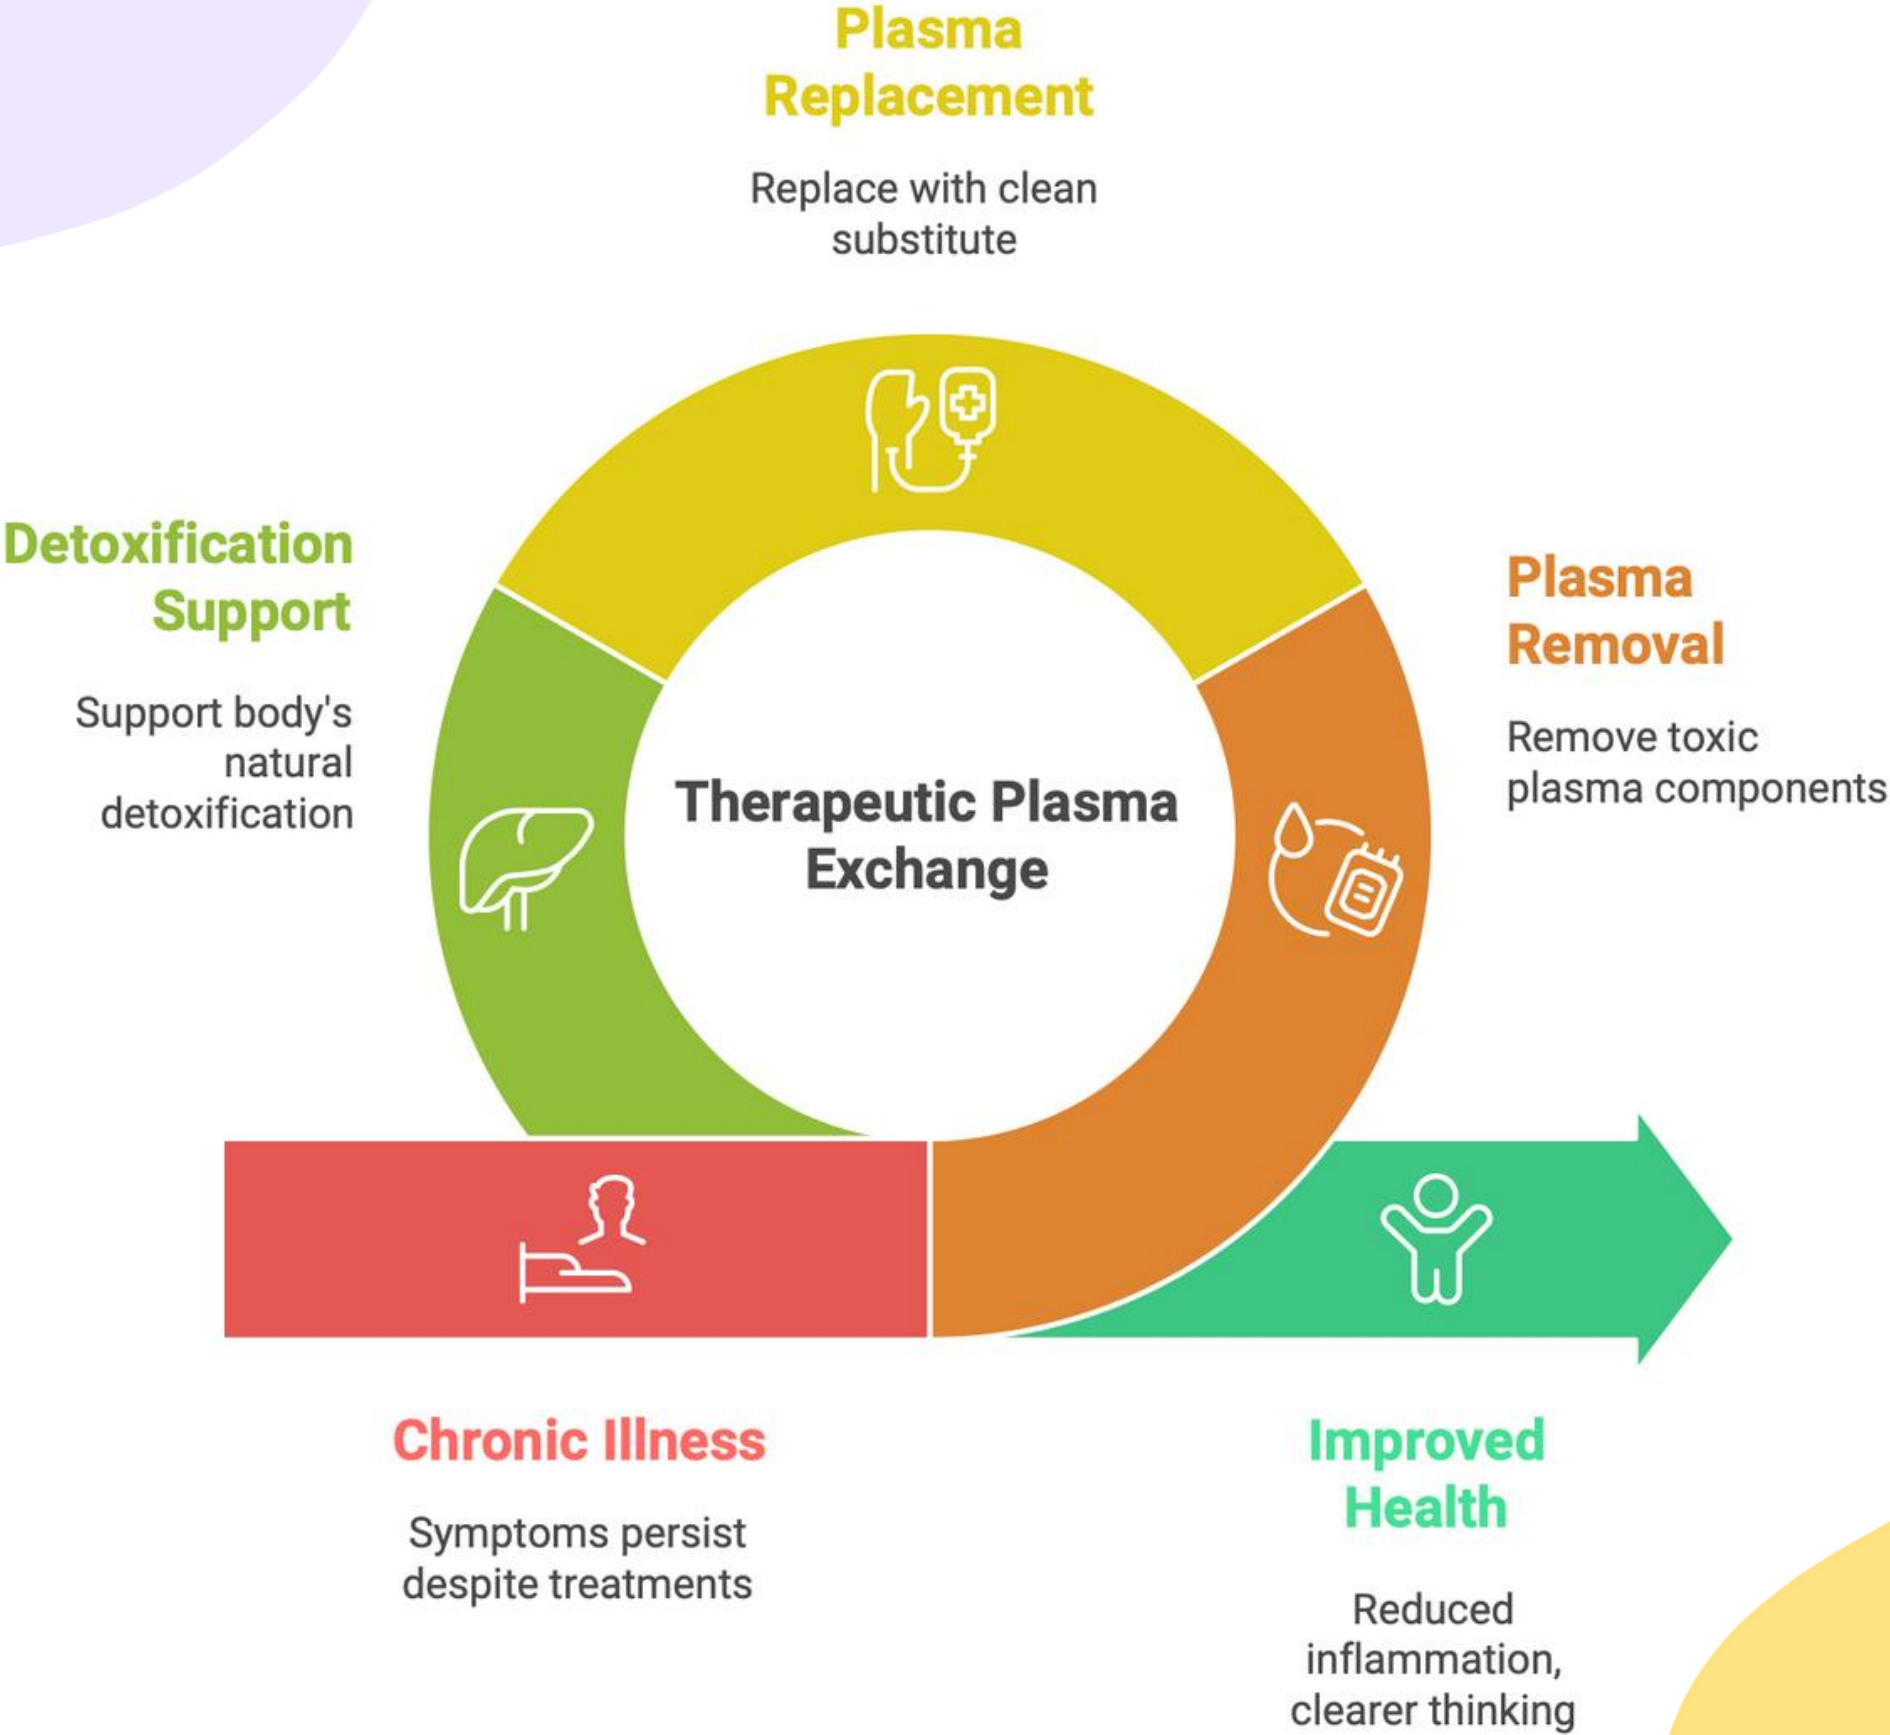 Plasma
Replacement
Replace with clean
substitute
Detoxification
Support
Support body's
natural
detoxification
Plasma
Removal
Remove toxic
plasma components
Therapeutic Plasma
Exchange
Chronic Illness
Symptoms persist
despite treatments
Improved
Health
Reduced
inflammation,
clearer thinking